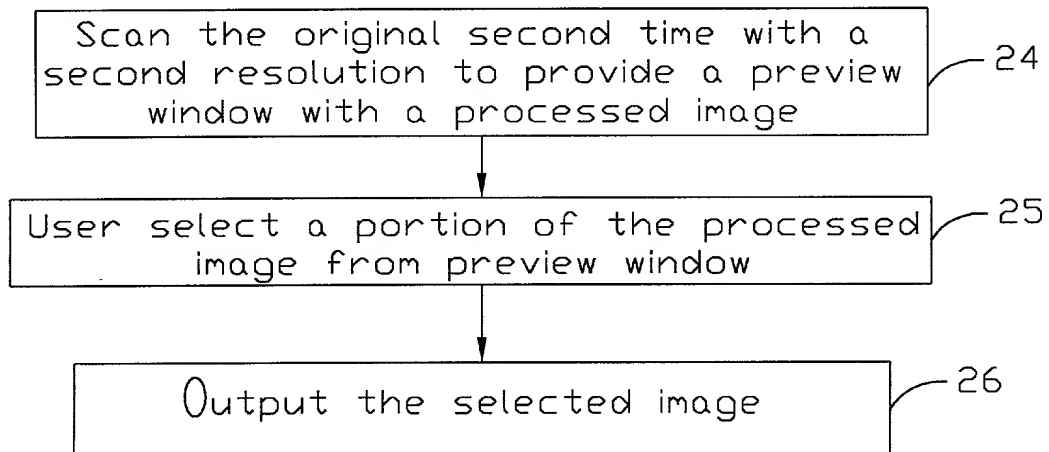 Scan the original second time with a
second resolution to provide a preview
window with a processed image
24
User select a portion of the processed
image from preview window
25
Output the selected image
26